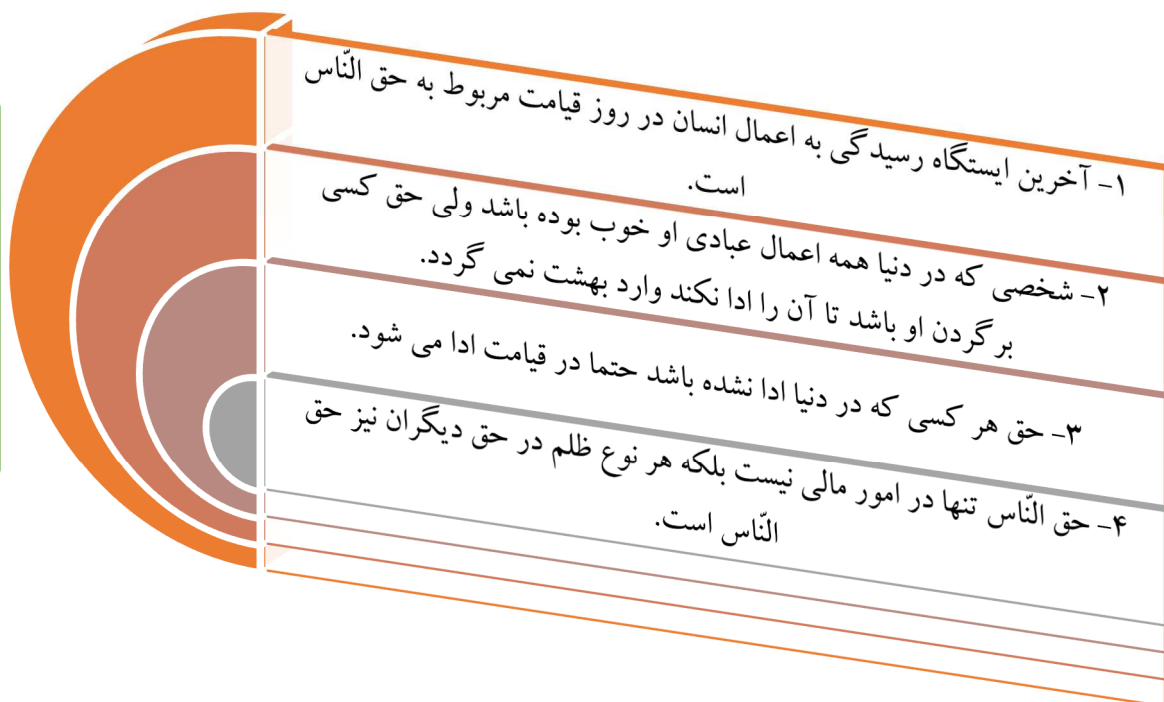 ۱- آخرین ایستگاه رسیدگی به اعمال انسان در روز قیامت مربوط به حق النّاس
است.
۲- شخصی که در دنیا همه اعمال عبادی او خوب بوده باشد ولی حق کسی
بر گردن او باشد تا آن را ادا نکند وارد بهشت نمی گردد.
۳- حق هر کسی که در دنیا ادا نشده باشد حتما در قیامت ادا می شود.
۴- حق النّاس تنها در امور مالی نیست بلکه هر نوع ظلم در حق دیگران نیز حق
النّاس است.